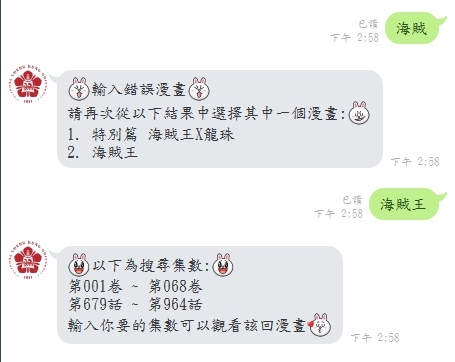 已讀
下午 2:58
海賊
輸入錯誤漫畫
請再次從以下結果中選擇其中一個漫畫:
1. 特別篇 海賊王X龍珠
2. 海賊王
下午 2:58
已讀
下午 2:58
海賊王
以下為搜尋集數:
第001卷 ~ 第068卷
第679話 ~ 第964話
輸入你要的集數可以觀看該回漫畫
下午 2:58